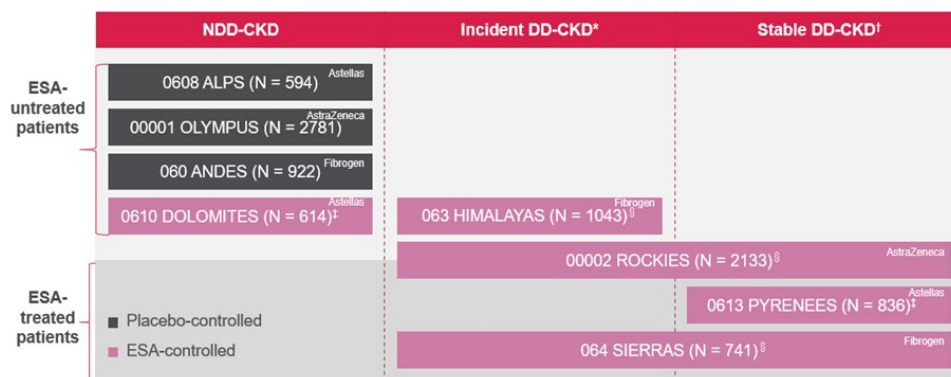 NDD-CKD
Incident DD-CKD*
Stable DD-CKD†
ESA-
untreated
patients
Astellas
0608 ALPS (N = 594)
AstraZeneca
00001 OLYMPUS (N = 2781)
Fibrogen
060 ANDES (N = 922)
Astellas
0610 DOLOMITES (N = 614)‡
Fibrogen
063 HIMALAYAS (N = 1043)§
AstraZeneca
00002 ROCKIES (N = 2133)§
ESA-
treated
patients
Astellas
0613 PYRENEES (N = 836)‡
Fibrogen
064 SIERRAS (N = 741)§
Placebo-controlled
ESA-controlled